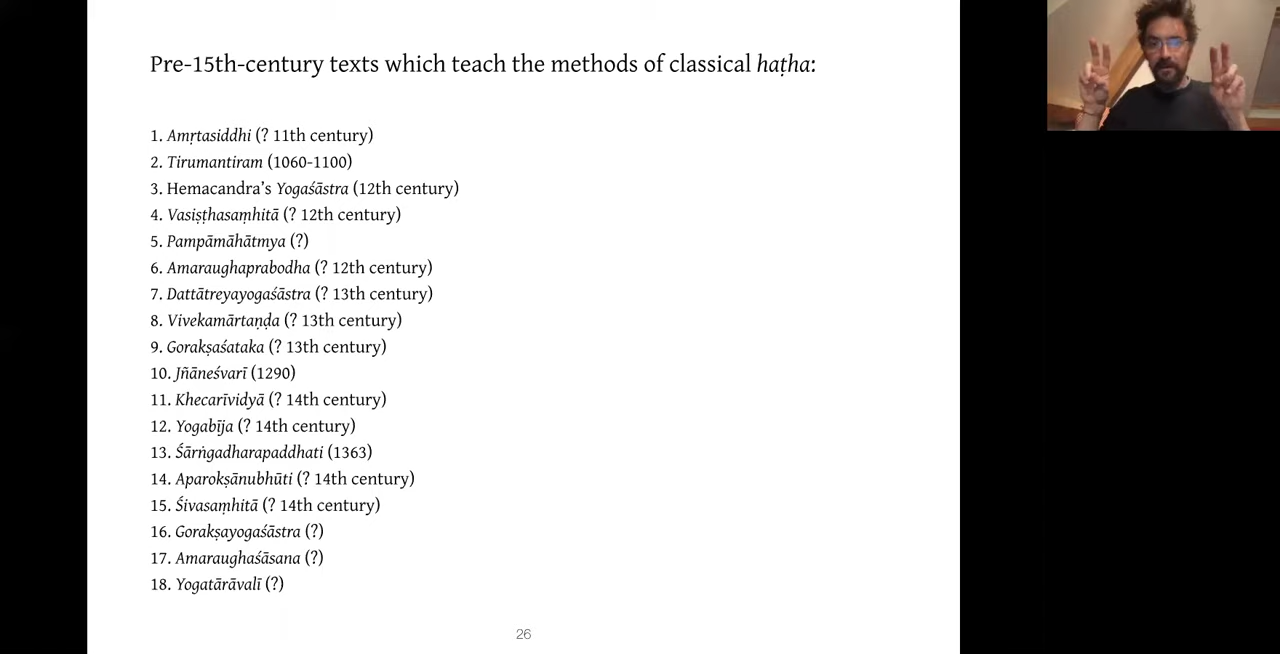 Pre-15th-century texts which teach the methods of classical haṭha:
1. Amṛtasiddhi (? 11th century)
2. Tirumantiram (1060-1100)
3. Hemacandra’s Yogaśāstra (12th century)
4. Vasiṣṭhasaṃhitā (? 12th century)
5. Pampāmāhātmya (?)
6. Amaraughaprabodha (? 12th century)
7. Dattātreyayogaśāstra (? 13th century)
8. Vivekamārtaṇḍa (? 13th century)
9. Gorakṣaśataka (? 13th century)
10. Jñāneśvarī (1290)
11. Khecarīvidyā (? 14th century)
12. Yogabīja (? 14th century)
13. Śārṅgadharapaddhati (1363)
14. Aparokṣānubhūti (? 14th century)
15. Śivasaṃhitā (? 14th century)
16. Gorakṣayogaśāstra (?)
17. Amaraughaśāsana (?)
18. Yogatārāvalī (?)
26